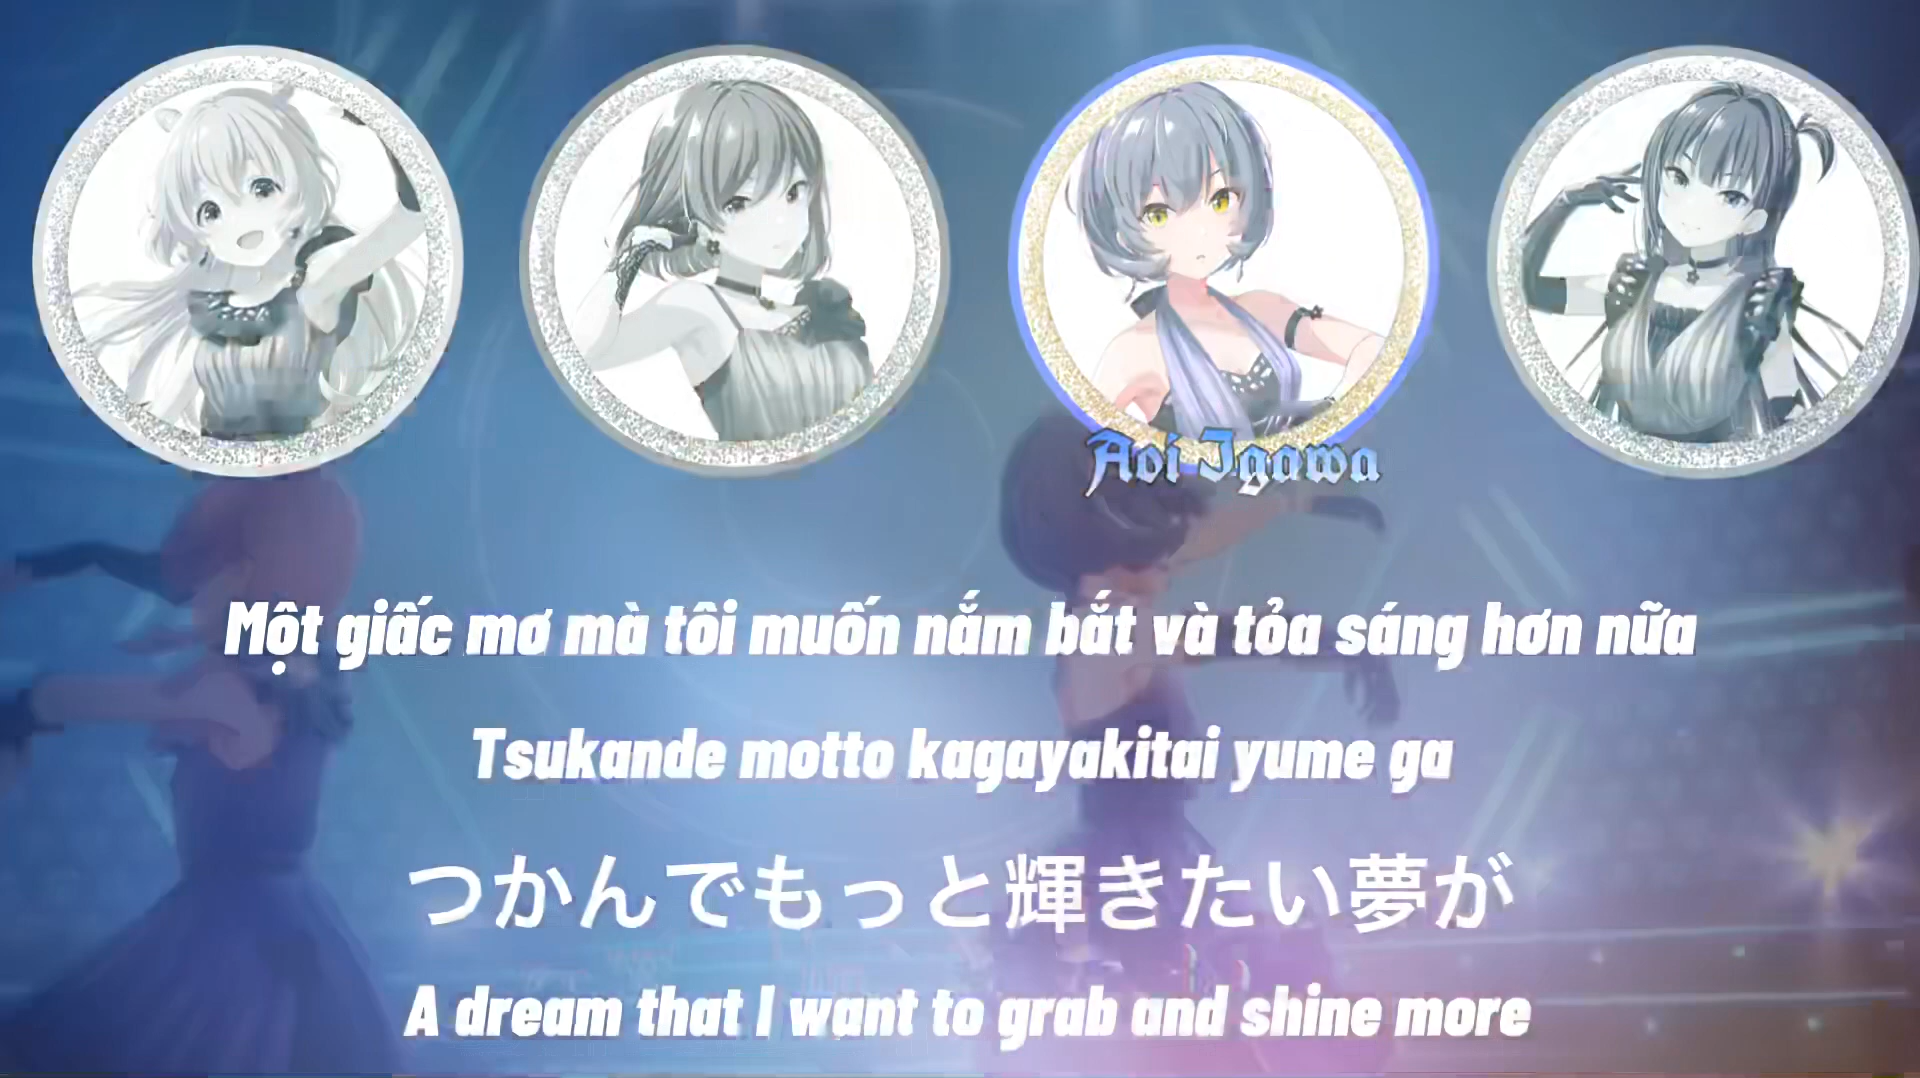 Aoi Igawa
Một giấc mơ mà tôi muốn nắm bắt và tỏa sáng hơn nữa
Tsukande motto kagayakitai yume ga
つかんでもっと輝きたい夢が
A dream that I want to grab and shine more